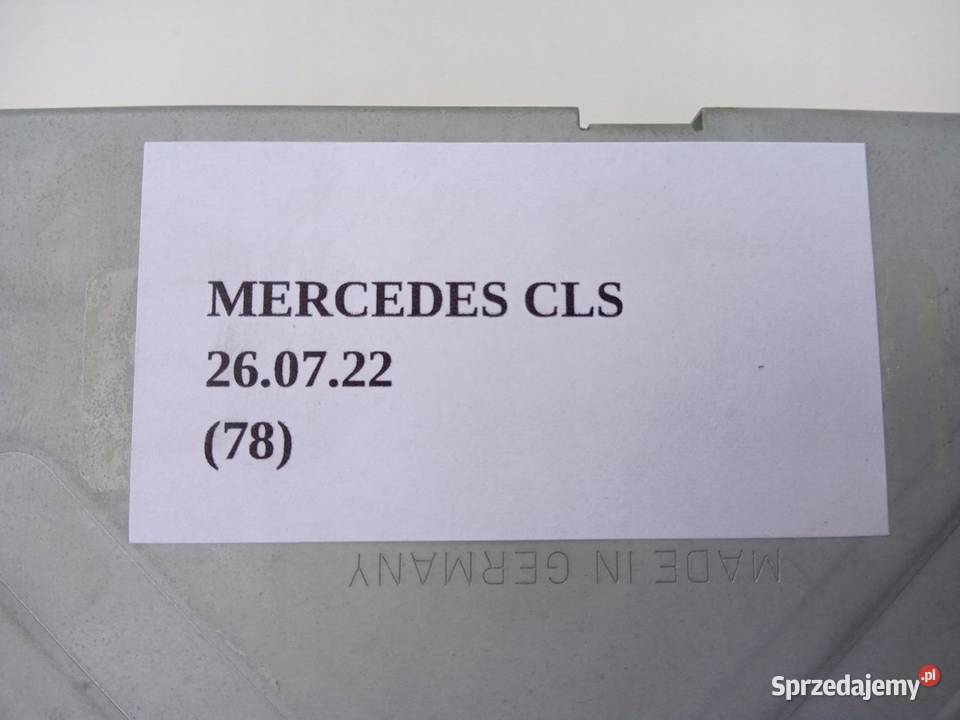 MERCEDES CLS
26.07.22
(78)
MADE IN GERMANY
Sprzedajemy.pl